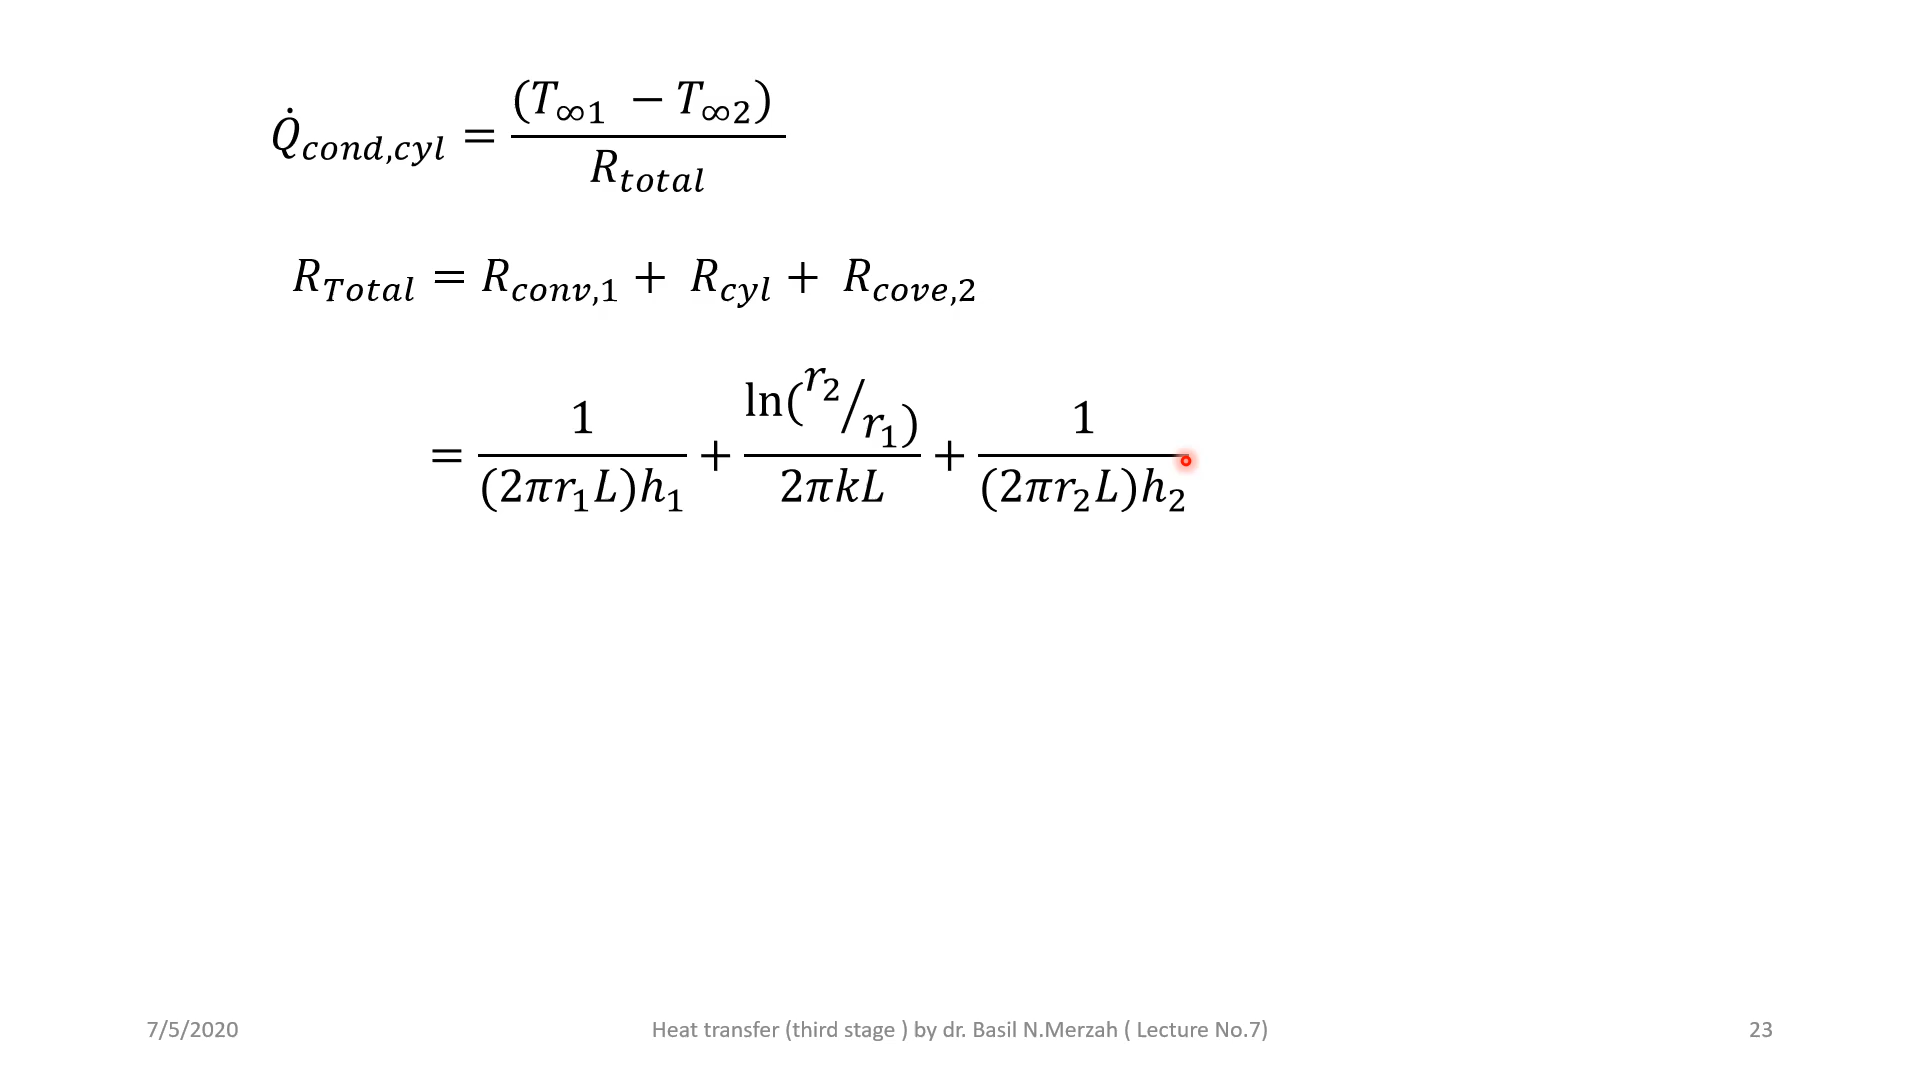 Q̇_cond,cyl = (T_∞1 − T_∞2) / R_total
R_Total = R_conv,1 + R_cyl + R_cove,2
= 1 / (2πr_1L)h_1 + ln(r_2/r_1) / 2πkL + 1 / (2πr_2L)h_2
7/5/2020 Heat transfer (third stage ) by dr. Basil N.Merzah ( Lecture No.7) 23